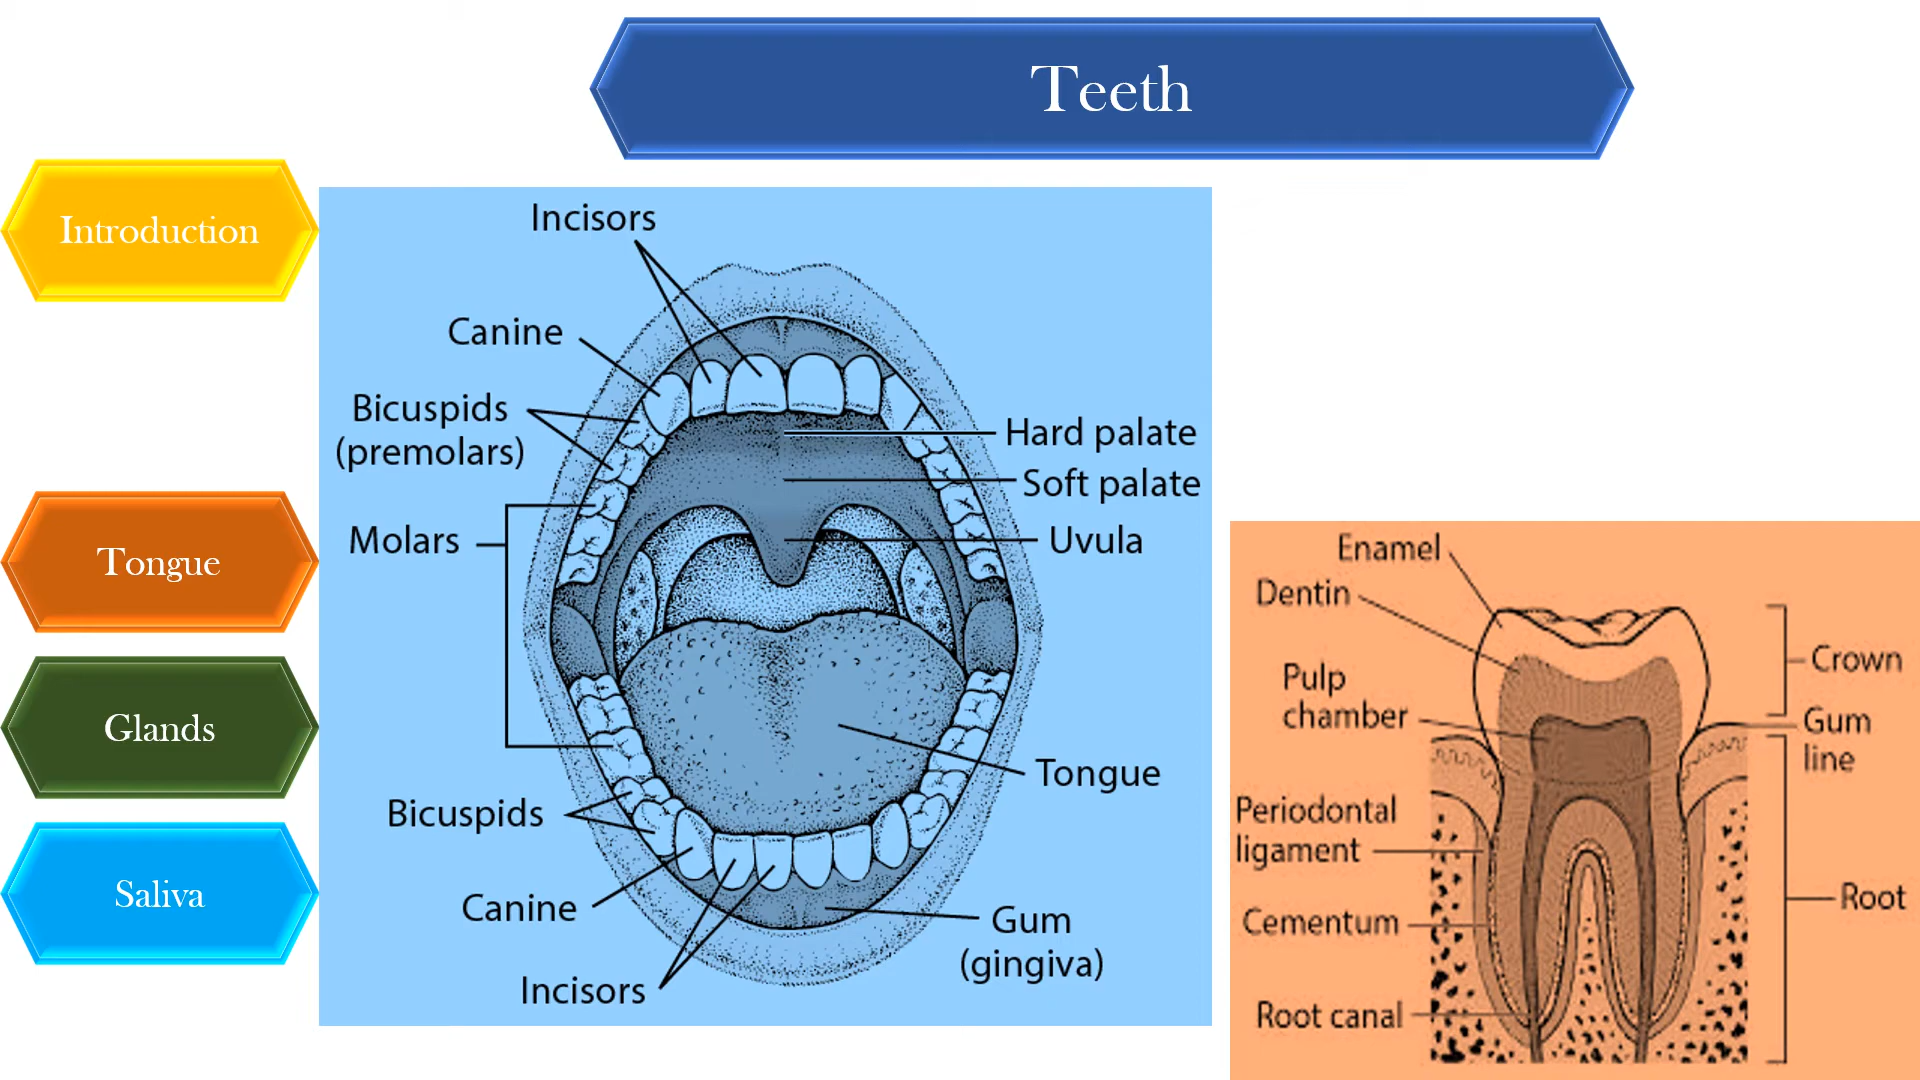 Teeth
Introduction
Tongue
Glands
Saliva
Incisors
Canine
Bicuspids
(premolars)
Molars
Bicuspids
Canine
Incisors
Hard palate
Soft palate
Uvula
Tongue
Gum
(gingiva)
Enamel
Dentin
Pulp
chamber
Periodontal
ligament
Cementum
Root canal
Crown
Gum
line
Root